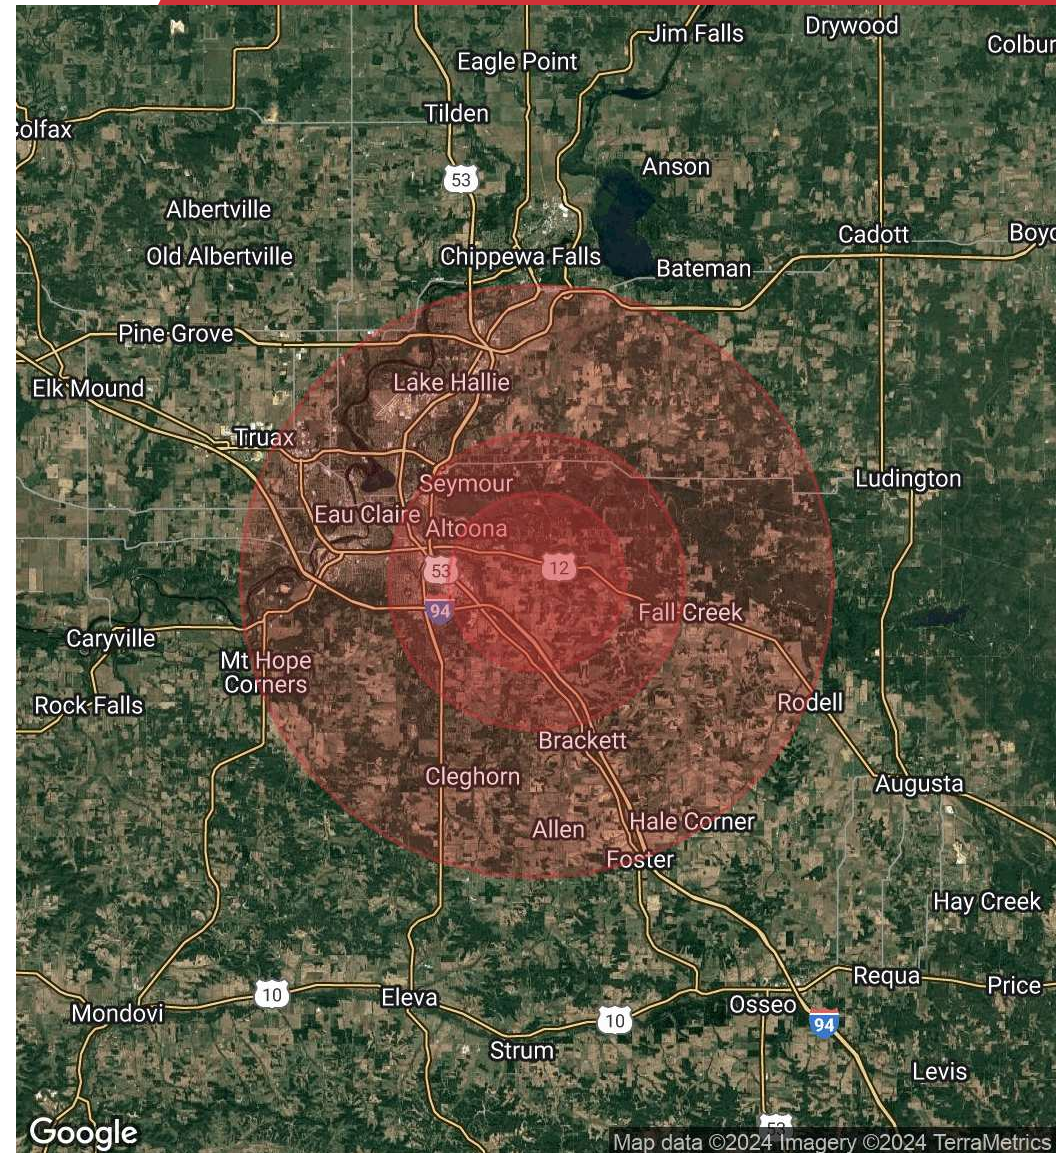 Drywood
Jim Falls
Colbur
Eagle Point
Tilden
Colfax
53
Anson
Albertville
Cadott
Boyd
Old Albertville
Chippewa Falls
Bateman
Pine Grove
Lake Hallie
Elk Mound
Truax
Seymour
Ludington
Eau Claire
Altoona
53
12
94
Fall Creek
Caryville
Mt Hope
Corners
Rock Falls
Rodell
Brackett
Cleghorn
Augusta
Allen
Hale Corner
Foster
Hay Creek
Requa
Price
10
Eleva
Osseo
Mondovi
10
94
Strum
Levis
53
Google
Map data ©2024 Imagery ©2024 TerraMetrics